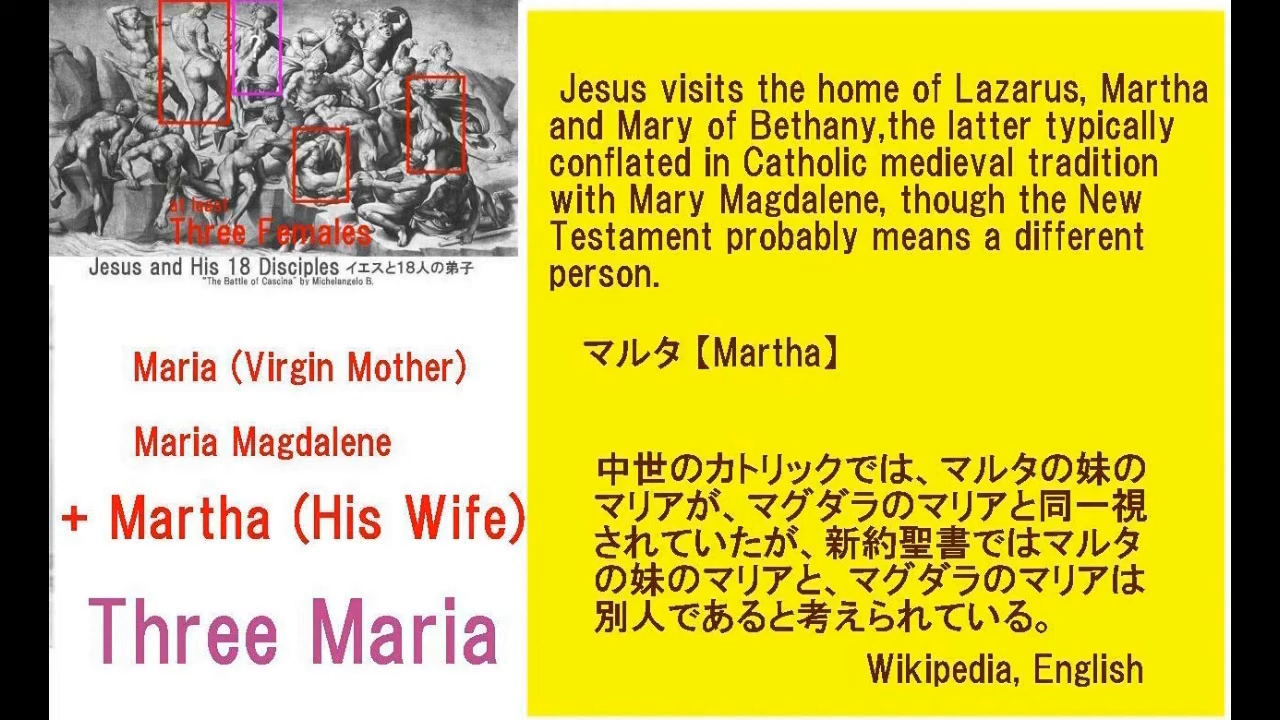 ?
at least
Three Females
Jesus and His 18 Disciples イエスと18人の弟子
"The Battle of Cascina" by Michelangelo B.
Maria (Virgin Mother)
Maria Magdalene
+ Martha (His Wife)
Three Maria
Jesus visits the home of Lazarus, Martha
and Mary of Bethany,the latter typically
conflated in Catholic medieval tradition
with Mary Magdalene, though the New
Testament probably means a different
person.
マルタ【Martha】
中世のカトリックでは、マルタの妹の
マリアが、マグダラのマリアと同一視
されていたが、新約聖書ではマルタ
の妹のマリアと、マグダラのマリアは
別人であると考えられている。
Wikipedia, English